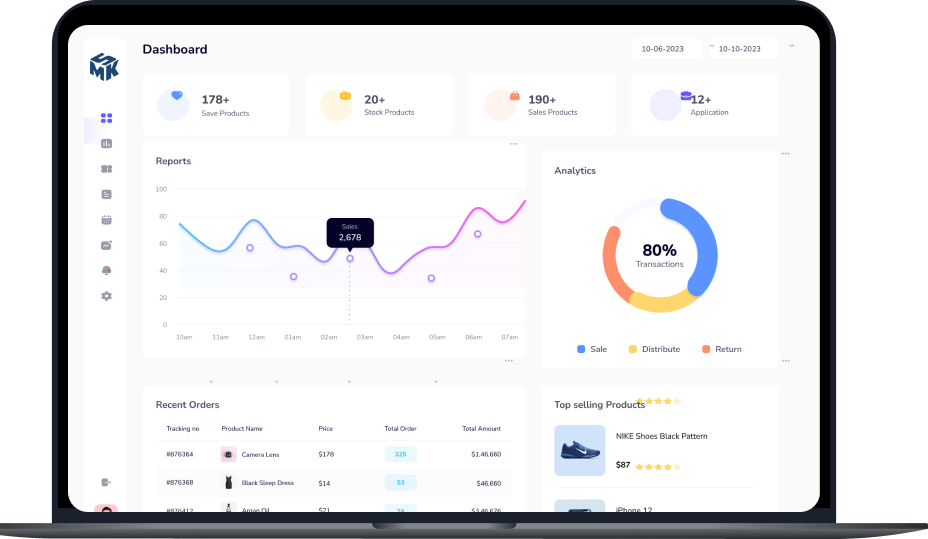 Dashboard
10-06-2023 10-10-2023
SMK
178+
Save Products
20+
Stock Products
190+
Sales Products
12+
Application
Reports
100
80
60
40
20
0
Sales
2,678
10am 11am 12am 01am 02am 03am 04am 05am 06am 07am
Analytics
80%
Transactions
Sale Distribute Return
Recent Orders
Tracking no Product Name Price Total Order Total Amount
#876364 Camera Lens $178 325 $1,46,660
#876368 Black Sleep Dress $14 53 $46,660
#876412 Argan Oil $21 78 $3,46,676
Top selling Products
NIKE Shoes Black Pattern
$87
iPhone 12